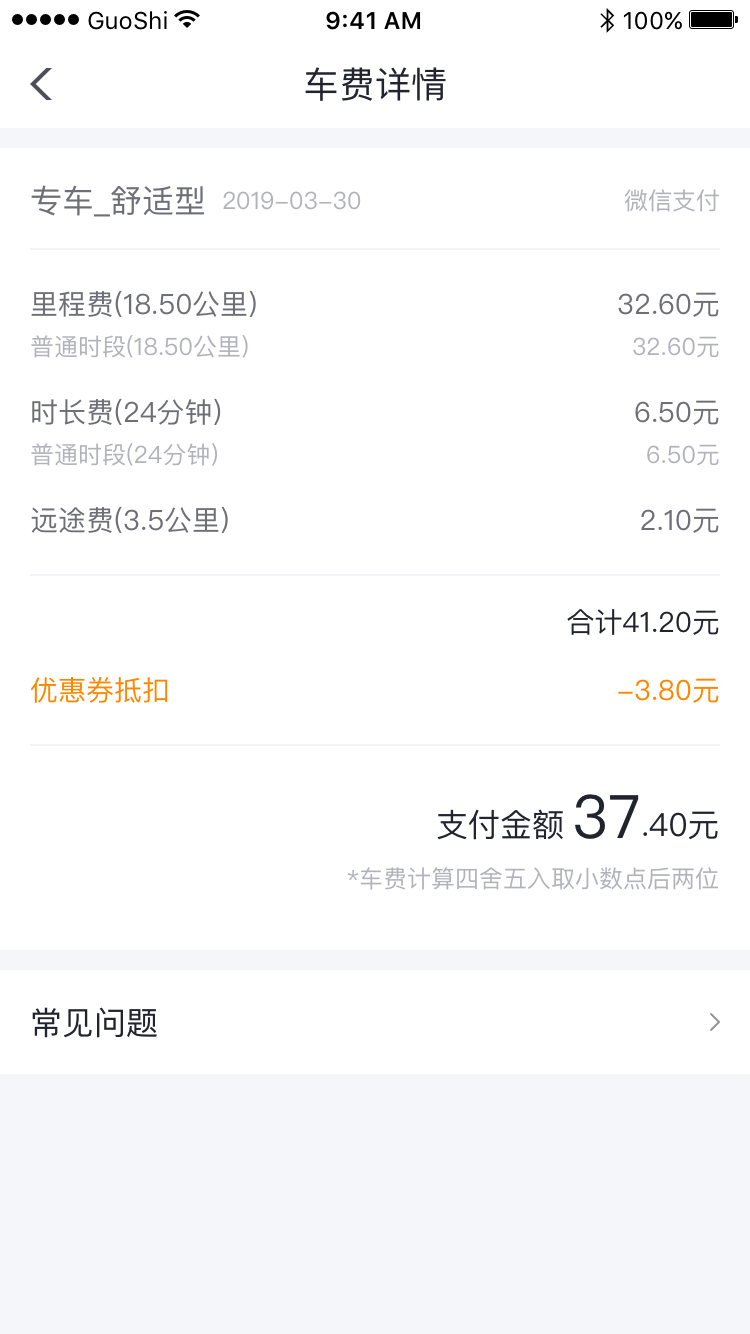 GuoShi 9:41 AM 100%
车费详情
专车_舒适型 2019-03-30 微信支付
里程费(18.50公里) 32.60元
普通时段(18.50公里) 32.60元
时长费(24分钟) 6.50元
普通时段(24分钟) 6.50元
远途费(3.5公里) 2.10元
合计41.20元
优惠券抵扣 -3.80元
支付金额 37.40元
*车费计算四舍五入取小数点后两位
常见问题